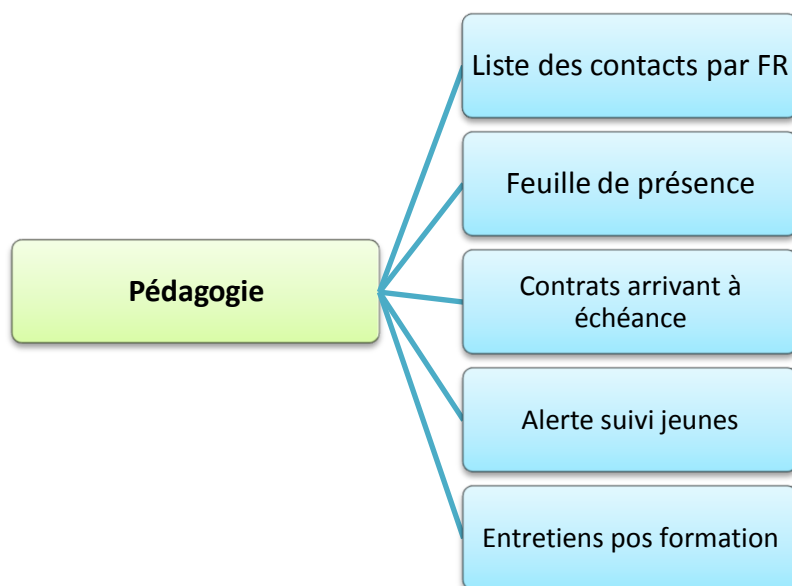 Pédagogie
Liste des contacts par FR
Feuille de présence
Contrats arrivant à
échéance
Alerte suivi jeunes
Entretiens pos formation